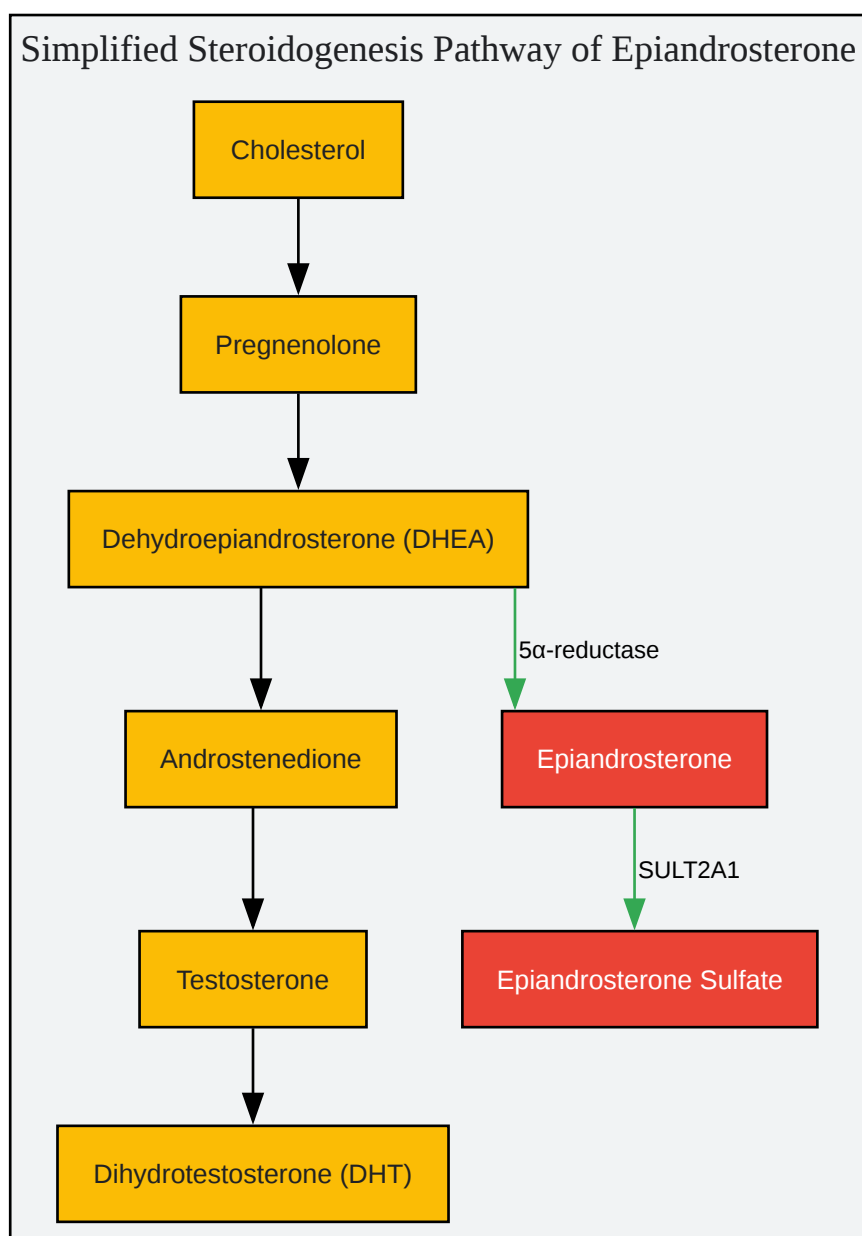 Simplified Steroidogenesis Pathway of Epiandrosterone
Cholesterol
Pregnenolone
Dehydroepiandrosterone (DHEA)
5α-reductase
Androstenedione
Epiandrosterone
SULT2A1
Testosterone
Epiandrosterone Sulfate
Dihydrotestosterone (DHT)